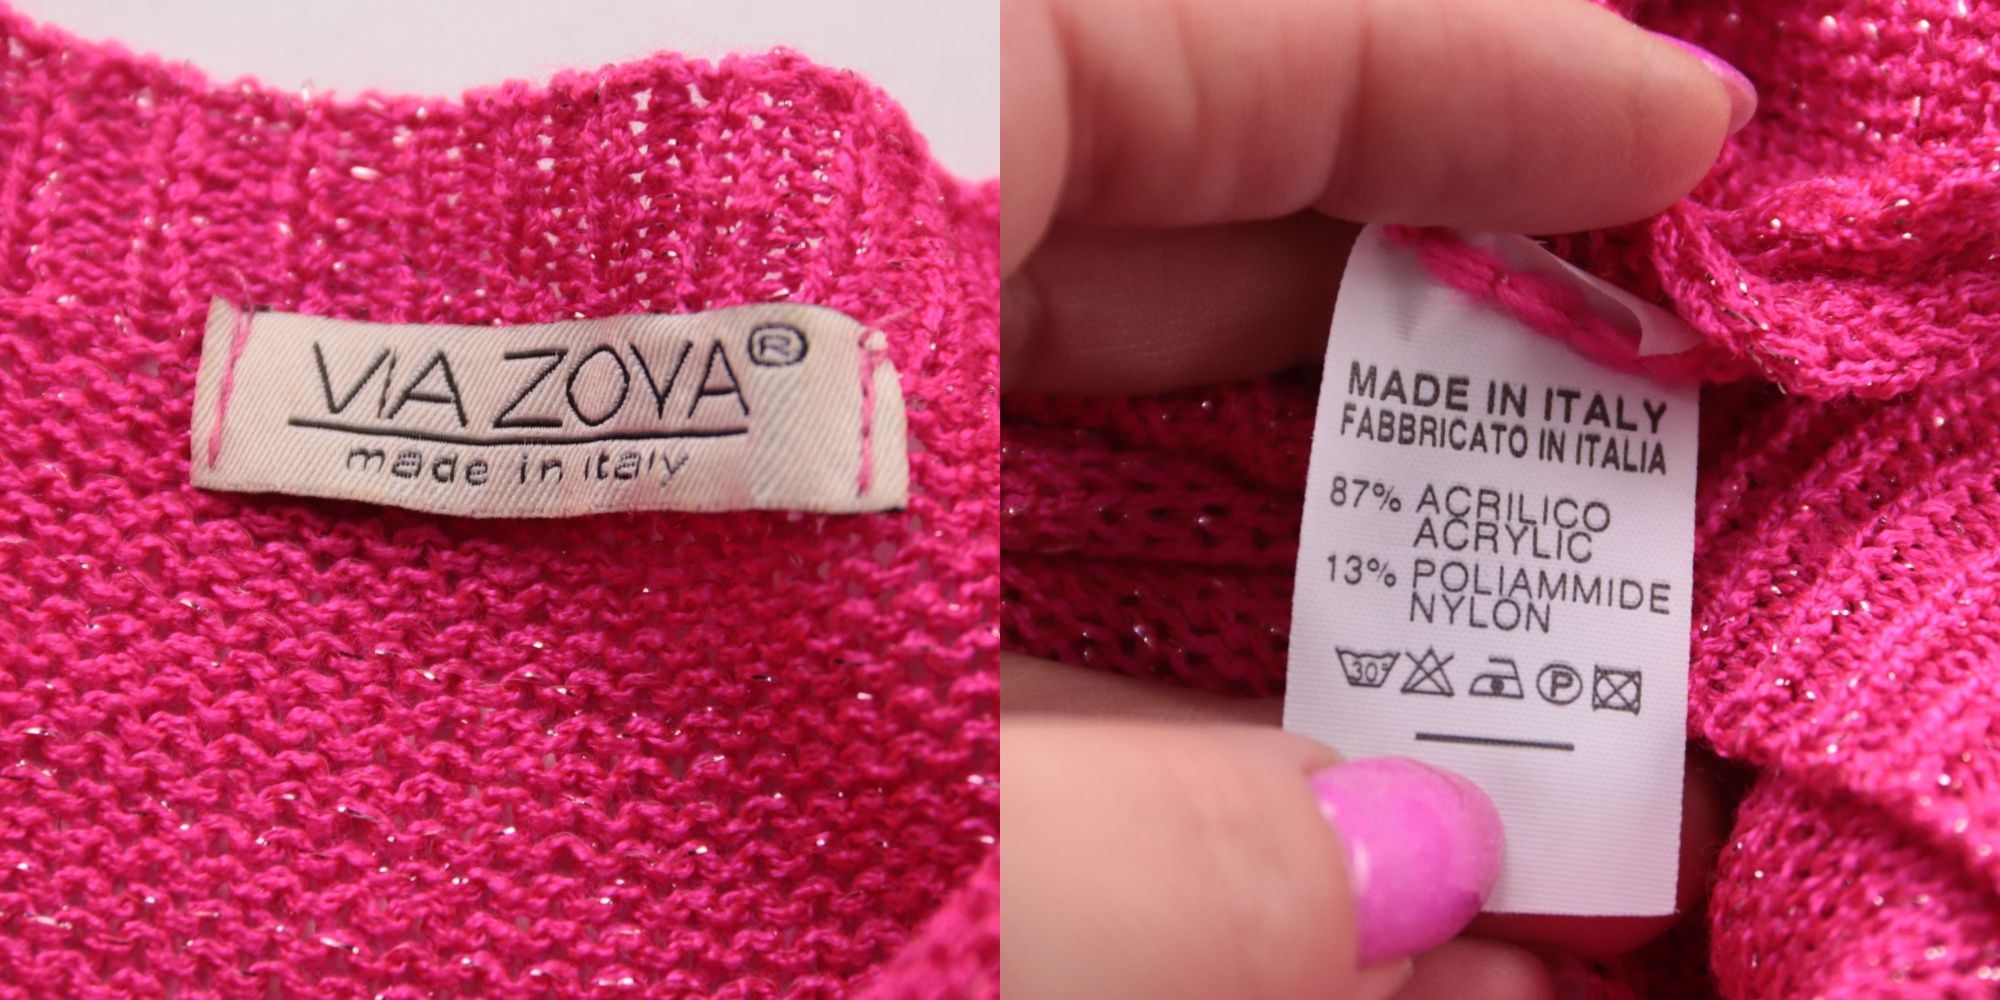 VIA ZOYA®
made in italy
MADE IN ITALY
FABBRICATO IN ITALIA
87% ACRILICO
ACRYLIC
13% POLIAMMIDE
NYLON
30° P